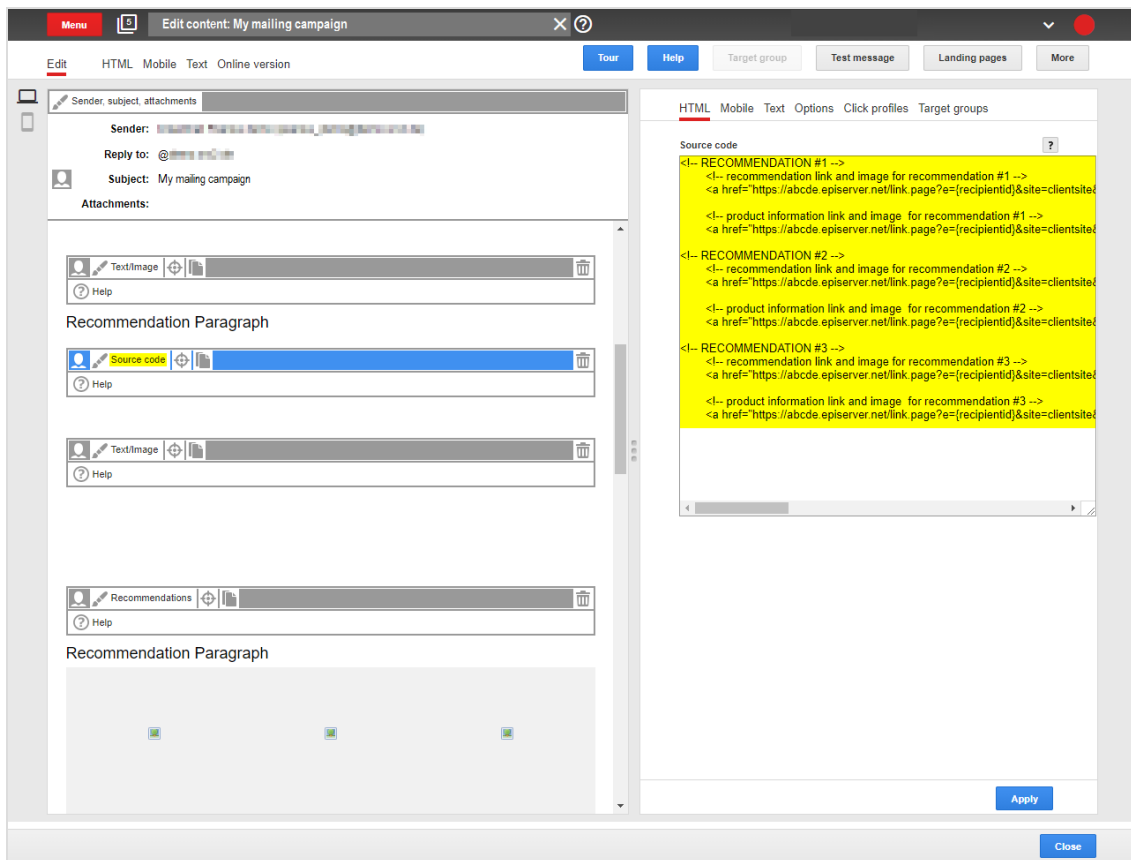 Menu 5 Edit content: My mailing campaign
Edit HTML Mobile Text Online version Tour Help Target group Test message Landing pages More
Sender, subject, attachments
Sender:
Reply to: @
Subject: My mailing campaign
Attachments:
Text/Image
? Help
Recommendation Paragraph
Source code
? Help
Text/Image
? Help
Recommendations
? Help
Recommendation Paragraph
HTML Mobile Text Options Click profiles Target groups
Source code ?
<!-- RECOMMENDATION #1 -->
<!-- recommendation link and image for recommendation #1 -->
<a href="https://abcde.episerver.net/link.page?e={recipientid}&site=clientsite&
<!-- product information link and image  for recommendation #1 -->
<a href="https://abcde.episerver.net/link.page?e={recipientid}&site=clientsite&
<!-- RECOMMENDATION #2 -->
<!-- recommendation link and image for recommendation #2 -->
<a href="https://abcde.episerver.net/link.page?e={recipientid}&site=clientsite&
<!-- product information link and image  for recommendation #2 -->
<a href="https://abcde.episerver.net/link.page?e={recipientid}&site=clientsite&
<!-- RECOMMENDATION #3 -->
<!-- recommendation link and image for recommendation #3 -->
<a href="https://abcde.episerver.net/link.page?e={recipientid}&site=clientsite&
<!-- product information link and image  for recommendation #3 -->
<a href="https://abcde.episerver.net/link.page?e={recipientid}&site=clientsite&
Apply
Close